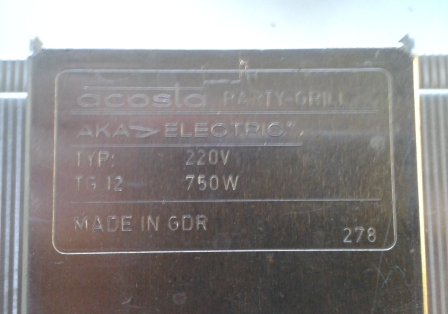 acosta PARTY-GRILL
AKA ELECTRIC®
TYP: 220V
TG 12 750W
MADE IN GDR
278